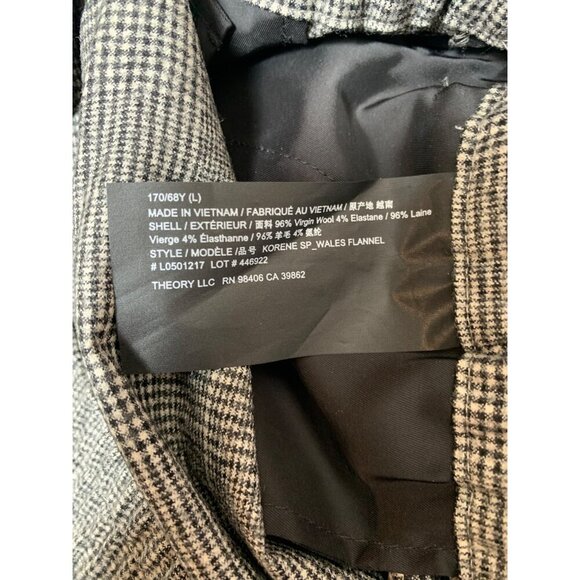 170/68Y (L)
MADE IN VIETNAM / FABRIQUÉ AU VIETNAM / 原产地 越南
SHELL / EXTÉRIEUR / 面料 96% Virgin Wool 4% Elastane / 96% Laine
Vierge 4% Élasthanne / 96% 羊毛 4% 氨纶
STYLE / MODÈLE /品号 KORENE SP_WALES FLANNEL
# L0501217 LOT # 446922
THEORY LLC RN 98406 CA 39862